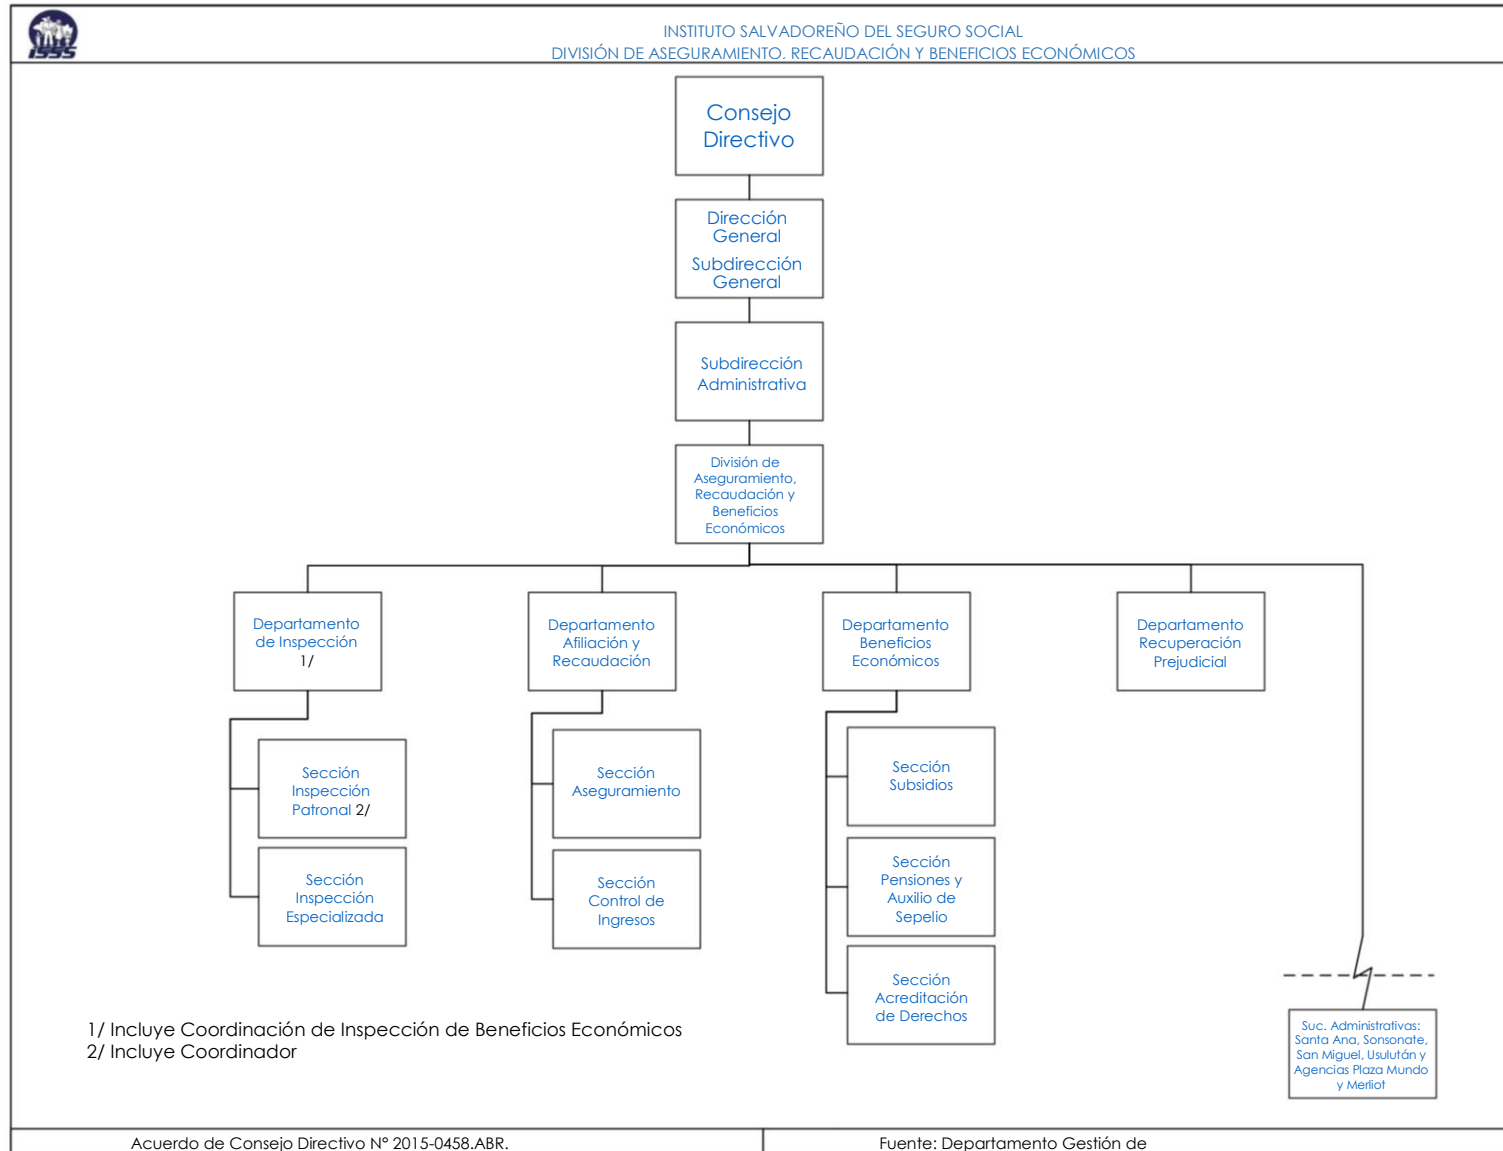 ISSS
INSTITUTO SALVADOREÑO DEL SEGURO SOCIAL
DIVISIÓN DE ASEGURAMIENTO. RECAUDACIÓN Y BENEFICIOS ECONÓMICOS
Consejo
Directivo
Dirección
General
Subdirección
General
Subdirección
Administrativa
División de
Aseguramiento,
Recaudación y
Beneficios
Económicos
Departamento
de Inspección
1/
Departamento
Afiliación y
Recaudación
Departamento
Beneficios
Económicos
Departamento
Recuperación
Prejudicial
Sección
Inspección
Patronal 2/
Sección
Inspección
Especializada
Sección
Aseguramiento
Sección
Control de
Ingresos
Sección
Subsidios
Sección
Pensiones y
Auxilio de
Sepelio
Sección
Acreditación
de Derechos
Suc. Administrativas:
Santa Ana, Sonsonate,
San Miguel, Usulután y
Agencias Plaza Mundo
y Merliot
1/ Incluye Coordinación de Inspección de Beneficios Económicos
2/ Incluye Coordinador
Acuerdo de Consejo Directivo N° 2015-0458.ABR.
Fuente: Departamento Gestión de